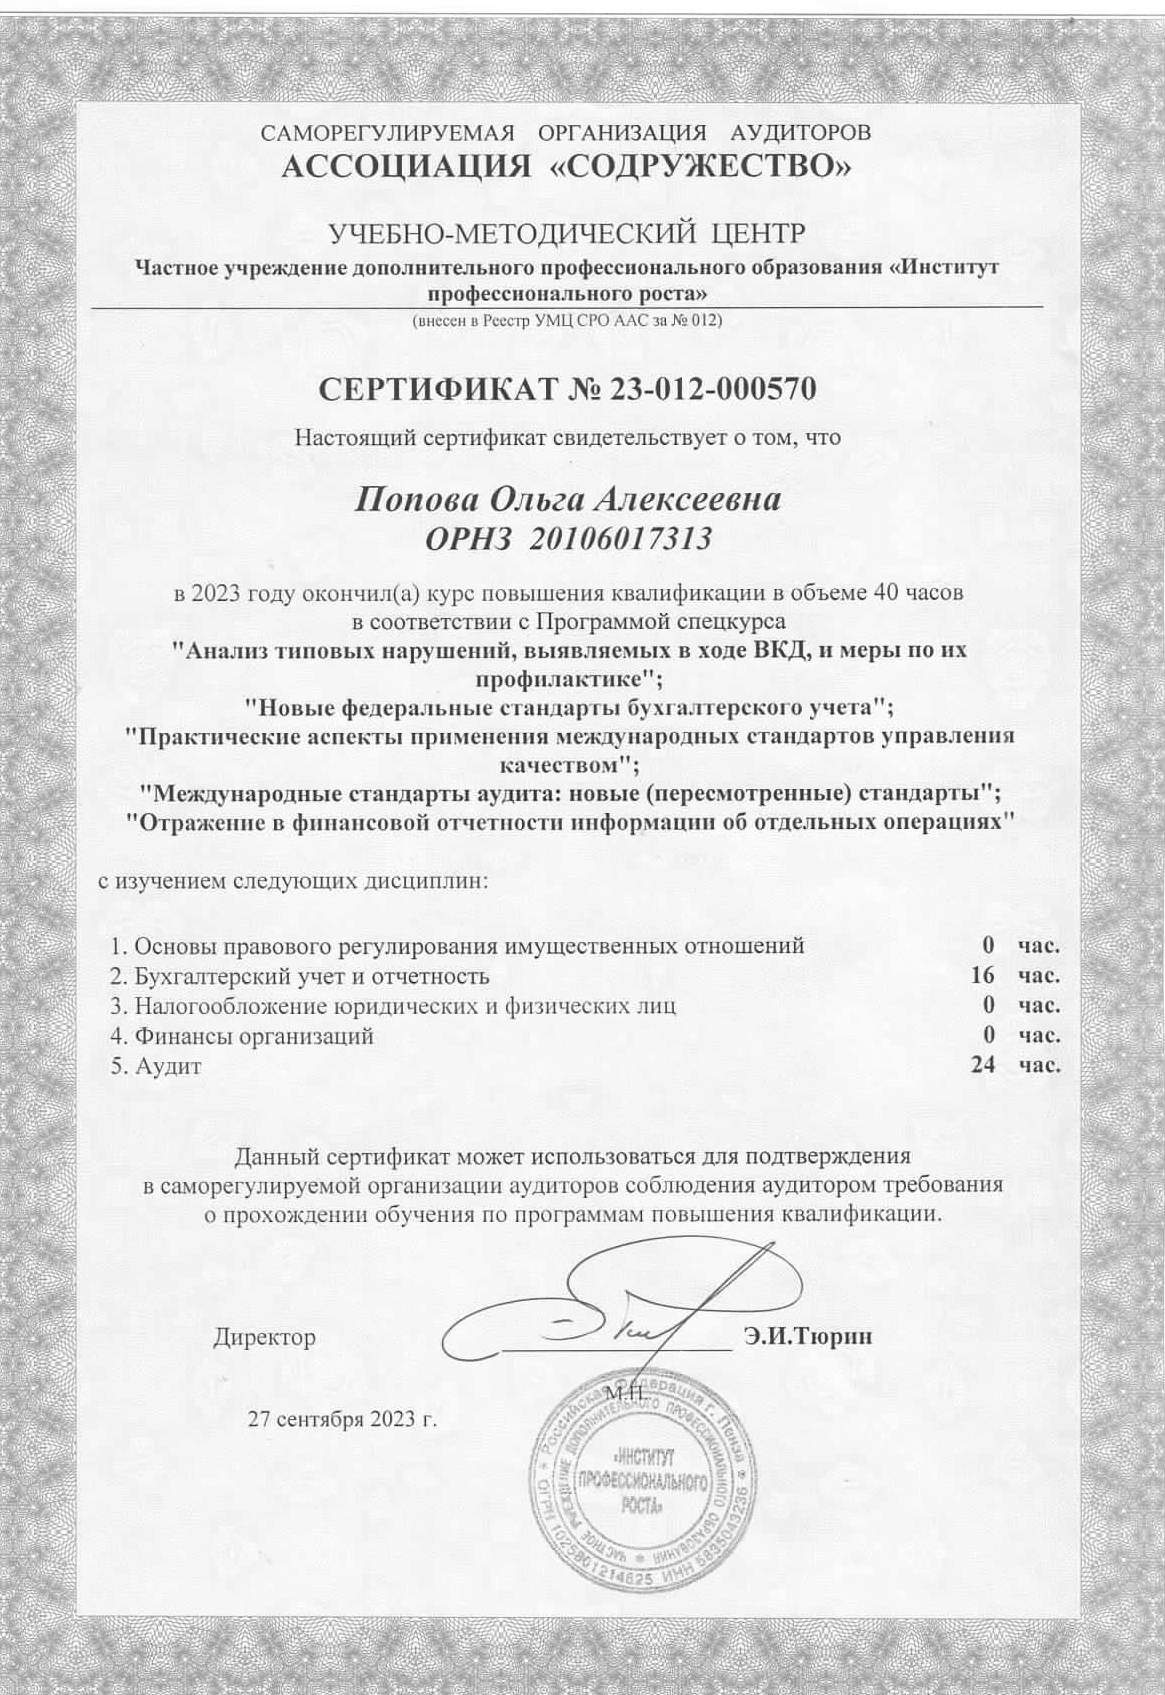 САМОРЕГУЛИРУЕМАЯ ОРГАНИЗАЦИЯ АУДИТОРОВ
АССОЦИАЦИЯ «СОДРУЖЕСТВО»
УЧЕБНО-МЕТОДИЧЕСКИЙ ЦЕНТР
Частное учреждение дополнительного профессионального образования «Институт
профессионального роста»
(внесен в Реестр УМЦ СРО ААС за № 012)
СЕРТИФИКАТ № 23-012-000570
Настоящий сертификат свидетельствует о том, что
Попова Ольга Алексеевна
ОРНЗ 20106017313
в 2023 году окончил(а) курс повышения квалификации в объеме 40 часов
в соответствии с Программой спецкурса
"Анализ типовых нарушений, выявляемых в ходе ВКД, и меры по их
профилактике";
"Новые федеральные стандарты бухгалтерского учета";
"Практические аспекты применения международных стандартов управления
качеством";
"Международные стандарты аудита: новые (пересмотренные) стандарты";
"Отражение в финансовой отчетности информации об отдельных операциях"
с изучением следующих дисциплин:
1. Основы правового регулирования имущественных отношений 0 час.
2. Бухгалтерский учет и отчетность 16 час.
3. Налогообложение юридических и физических лиц 0 час.
4. Финансы организаций 0 час.
5. Аудит 24 час.
Данный сертификат может использоваться для подтверждения
в саморегулируемой организации аудиторов соблюдения аудитором требования
о прохождении обучения по программам повышения квалификации.
Директор Э.И.Тюрин
М.П.
27 сентября 2023 г.
Российская Федерация г. Пенза * ИНН 5835043236 ОГРН 1025801214625
ЧАСТНОЕ УЧРЕЖДЕНИЕ ДОПОЛНИТЕЛЬНОГО ПРОФЕССИОНАЛЬНОГО ОБРАЗОВАНИЯ *
«ИНСТИТУТ
ПРОФЕССИОНАЛЬНОГО
РОСТА»